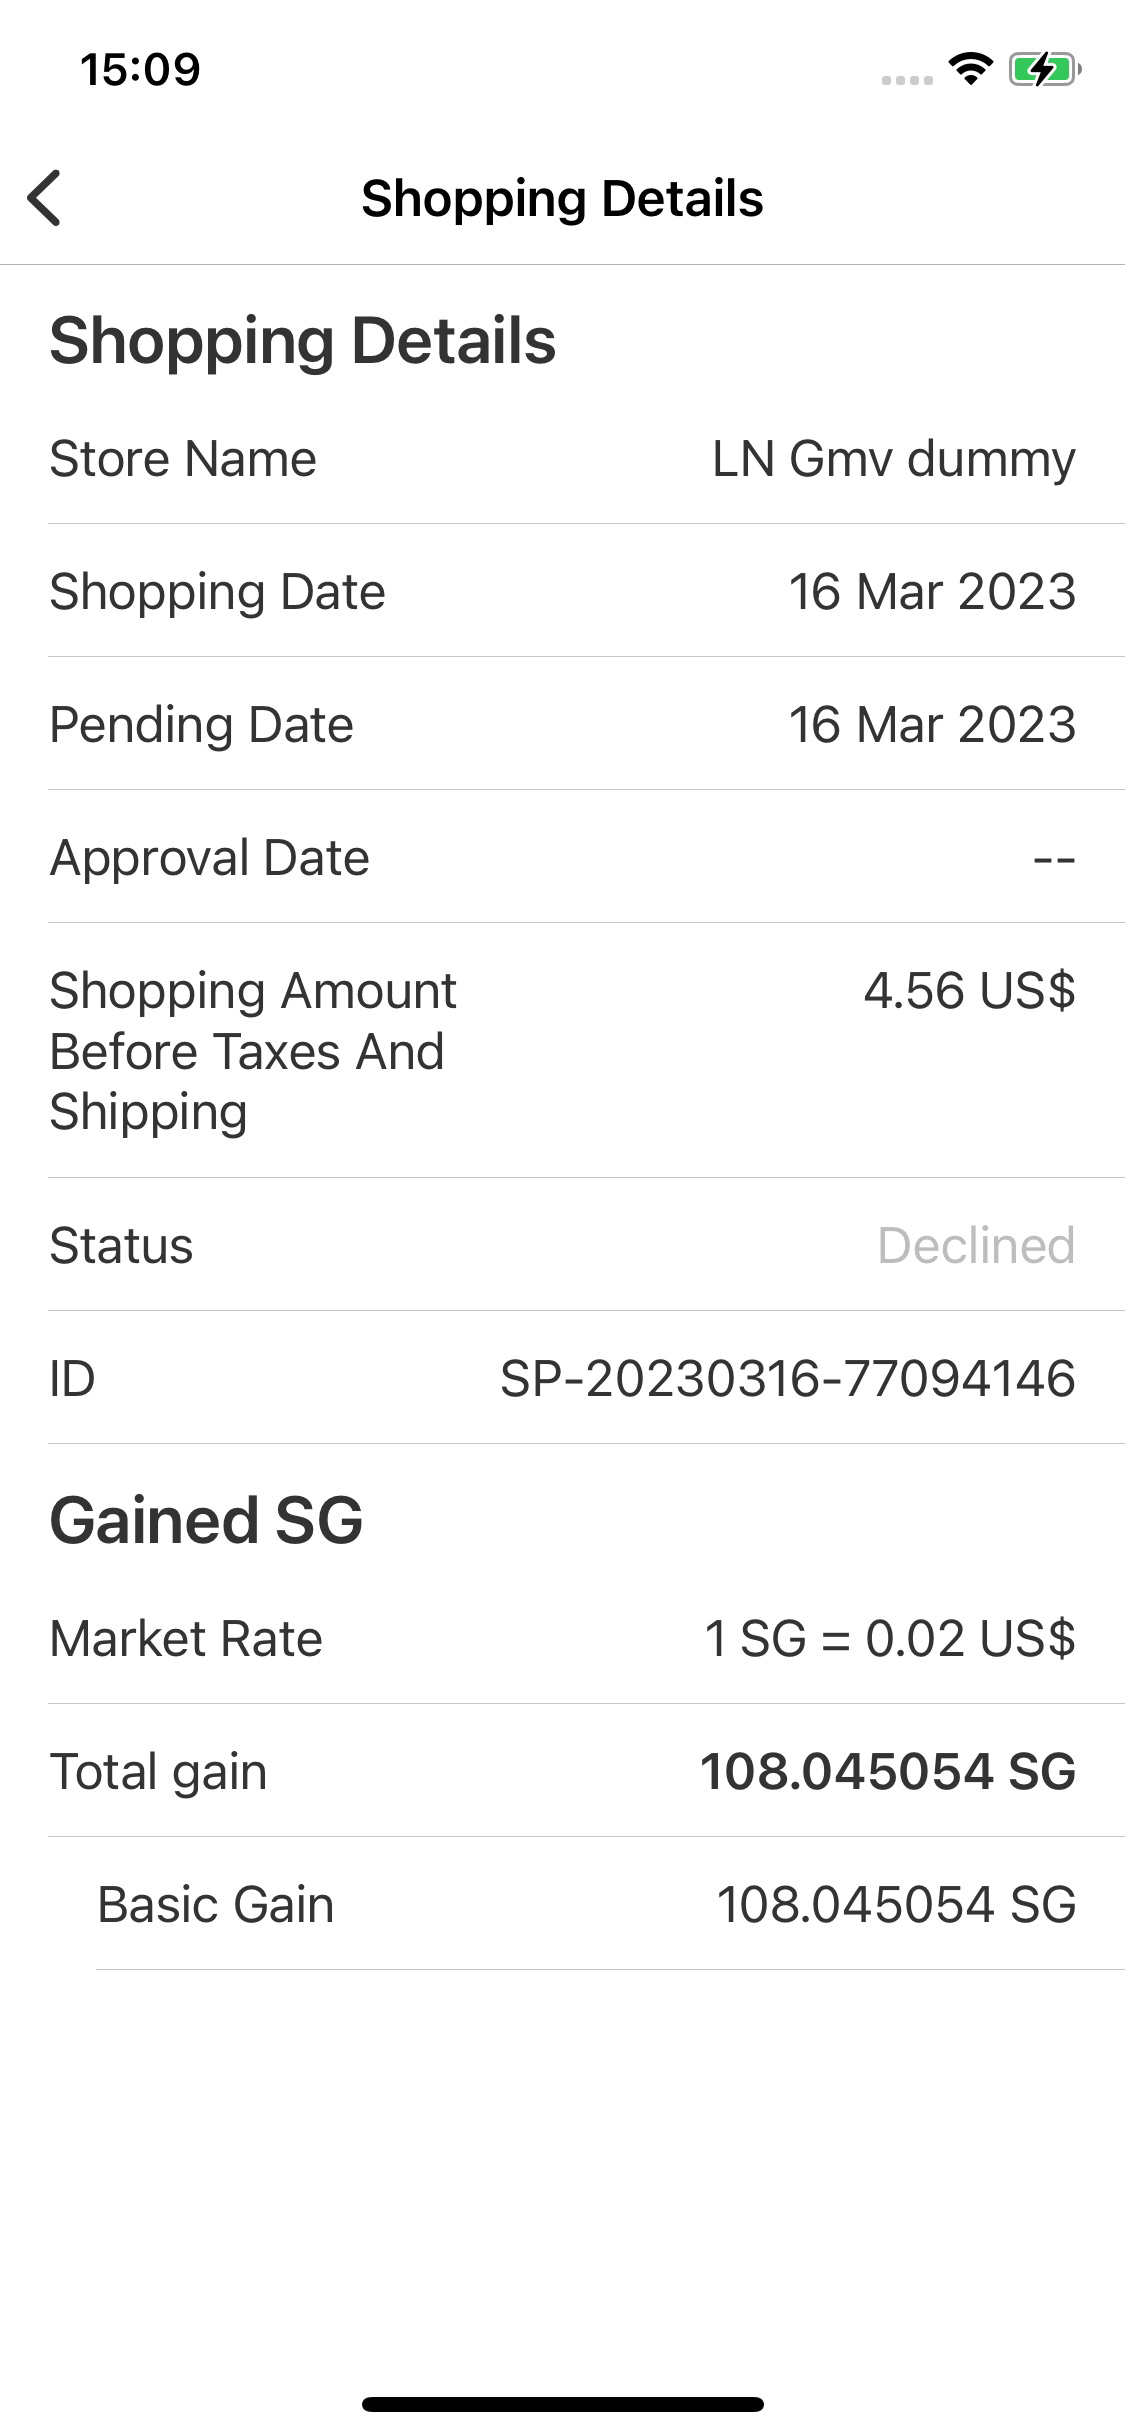 15:09
Shopping Details
Shopping Details
Store Name LN Gmv dummy
Shopping Date 16 Mar 2023
Pending Date 16 Mar 2023
Approval Date --
Shopping Amount 4.56 US$
Before Taxes And
Shipping
Status Declined
ID SP-20230316-77094146
Gained SG
Market Rate 1 SG = 0.02 US$
Total gain 108.045054 SG
Basic Gain 108.045054 SG